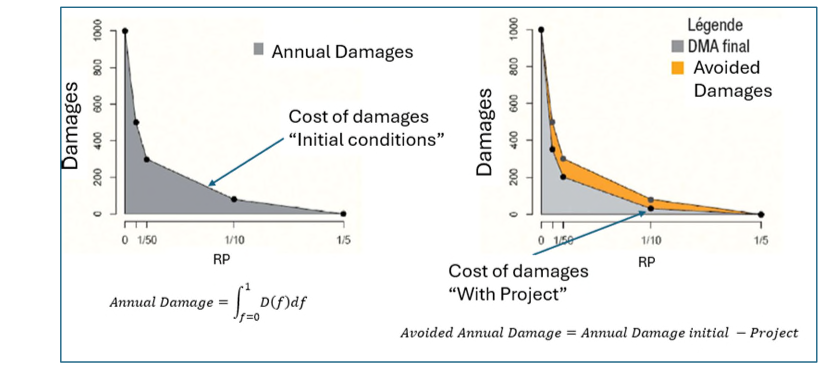 Damages
1000
800
600
400
200
0
Annual Damages
Cost of damages
“Initial conditions”
0 1/50 1/10 1/5
RP
Annual Damage = ∫ f=0 1 D(f)df
Damages
1000
800
600
400
200
0
Légende
DMA final
Avoided
Damages
0 1/50 1/10 1/5
RP
Cost of damages
“With Project”
Avoided Annual Damage = Annual Damage initial − Project